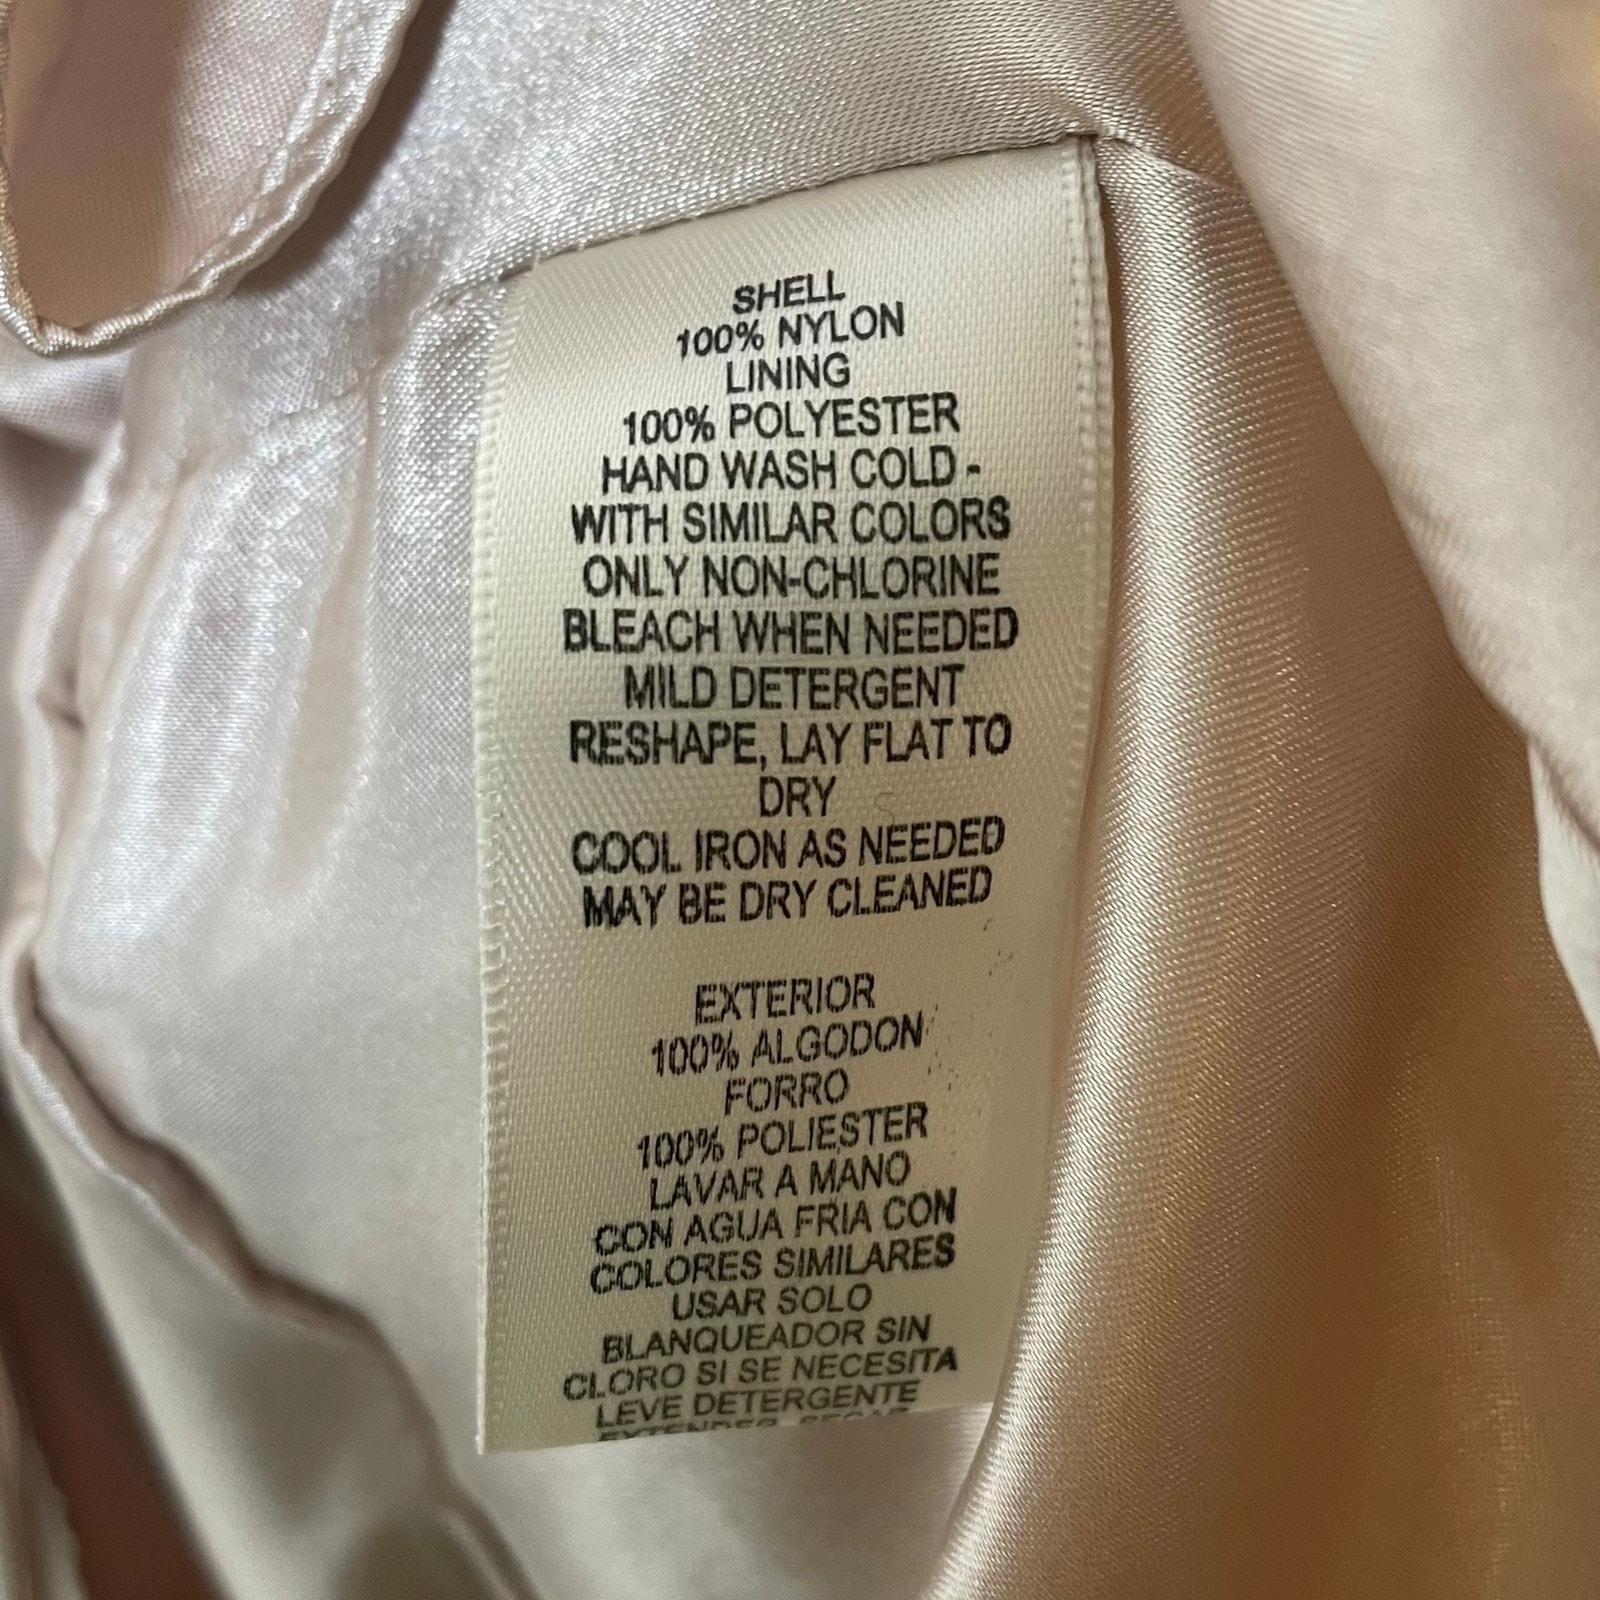 SHELL
100% NYLON
LINING
100% POLYESTER
HAND WASH COLD -
WITH SIMILAR COLORS
ONLY NON-CHLORINE
BLEACH WHEN NEEDED
MILD DETERGENT
RESHAPE, LAY FLAT TO
DRY
COOL IRON AS NEEDED
MAY BE DRY CLEANED
EXTERIOR
100% ALGODON
FORRO
100% POLIESTER
LAVAR A MANO
CON AGUA FRIA CON
COLORES SIMILARES
USAR SOLO
BLANQUEADOR SIN
CLORO SI SE NECESITA
LEVE DETERGENTE